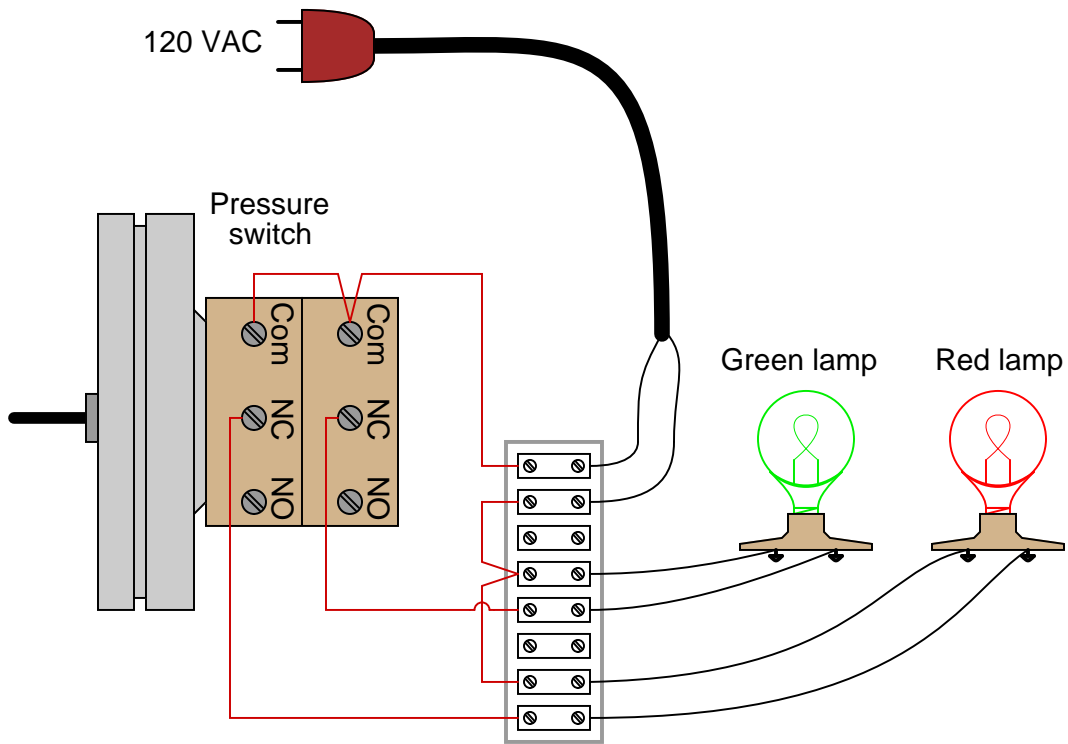 120 VAC
Pressure
switch
Com
Com
NC
NC
NO
NO
Green lamp
Red lamp